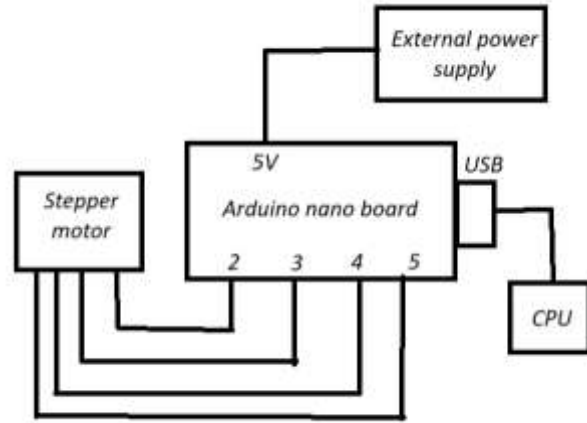 External power
supply
5V
USB
Stepper
motor
Arduino nano board
2 3 4 5
CPU